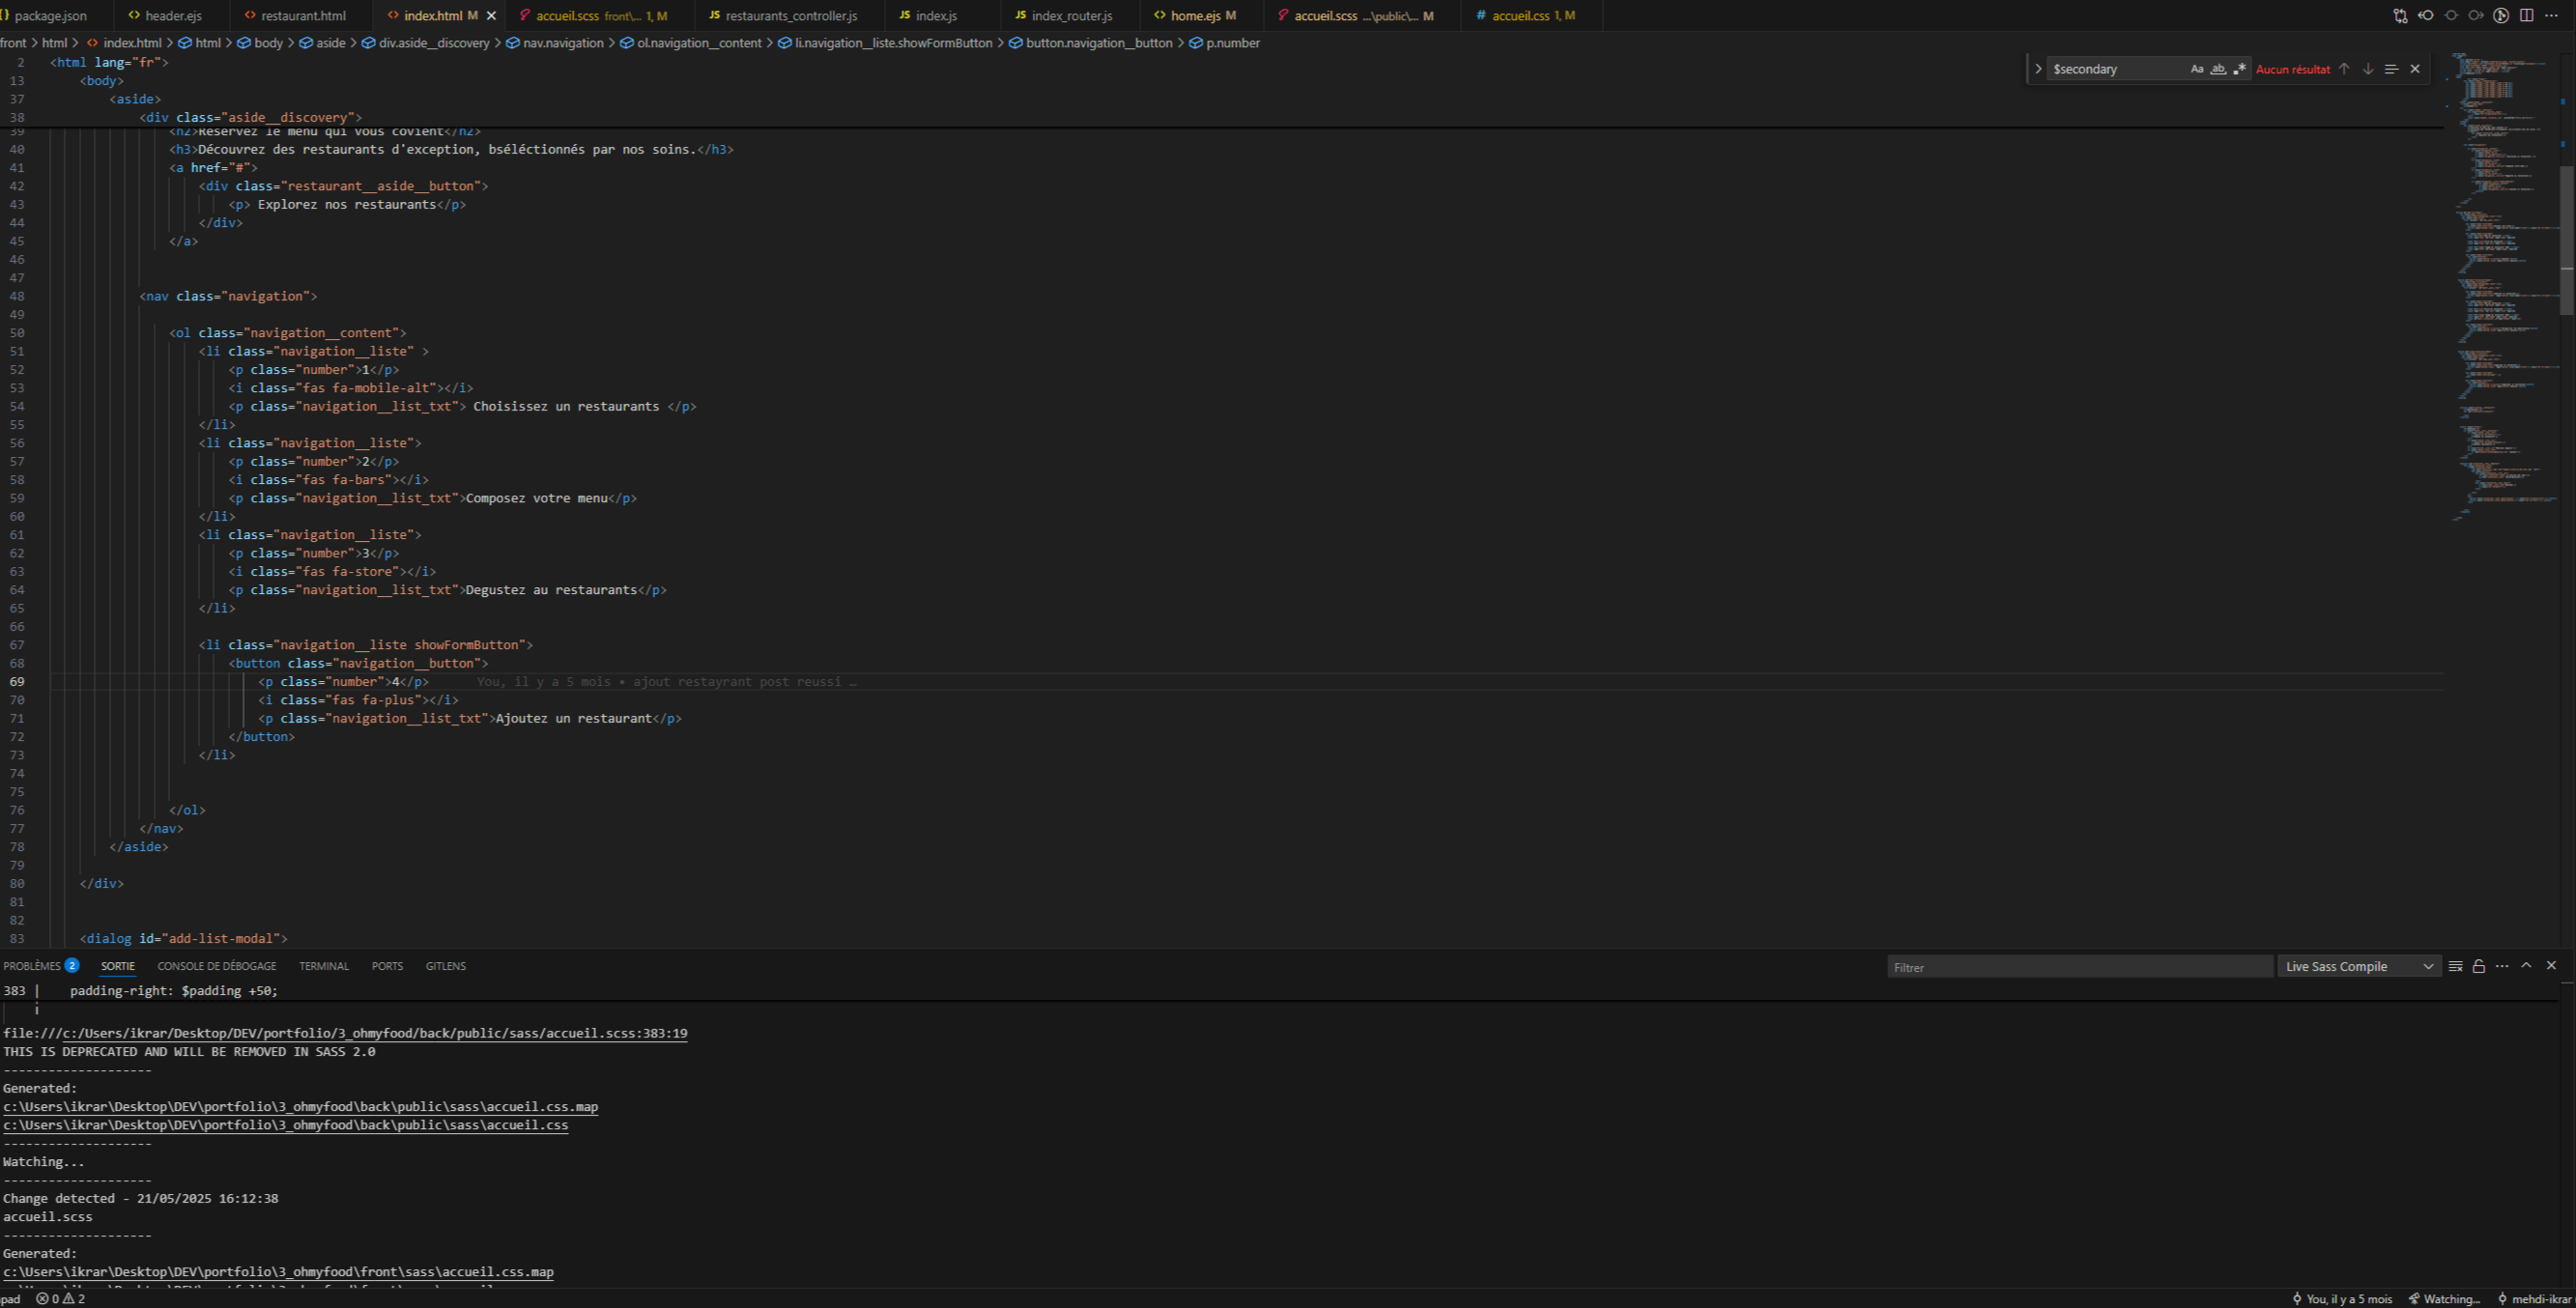 package.json header.ejs restaurant.html index.html M accueil.scss front\... 1, M restaurants_controller.js index.js index_router.js home.ejs M accueil.scss ...\public\... M accueil.css 1, M
front > html > index.html > html > body > aside > div.aside__discovery > nav.navigation > ol.navigation__content > li.navigation__liste.showFormButton > button.navigation__button > p.number
$secondary Aa ab Aucun résultat
2 <html lang="fr">
13 <body>
37 <aside>
38 <div class="aside__discovery">
39 <h2>Reservez le menu qui vous covient</h2>
40 <h3>Découvrez des restaurants d'exception, bséléctionnés par nos soins.</h3>
41 <a href="#">
42 <div class="restaurant__aside__button">
43 <p> Explorez nos restaurants</p>
44 </div>
45 </a>
46
47
48 <nav class="navigation">
49
50 <ol class="navigation__content">
51 <li class="navigation__liste" >
52 <p class="number">1</p>
53 <i class="fas fa-mobile-alt"></i>
54 <p class="navigation__list_txt"> Choisissez un restaurants </p>
55 </li>
56 <li class="navigation__liste">
57 <p class="number">2</p>
58 <i class="fas fa-bars"></i>
59 <p class="navigation__list_txt">Composez votre menu</p>
60 </li>
61 <li class="navigation__liste">
62 <p class="number">3</p>
63 <i class="fas fa-store"></i>
64 <p class="navigation__list_txt">Degustez au restaurants</p>
65 </li>
66
67 <li class="navigation__liste showFormButton">
68 <button class="navigation__button">
69 <p class="number">4</p> You, il y a 5 mois • ajout restayrant post reussi …
70 <i class="fas fa-plus"></i>
71 <p class="navigation__list_txt">Ajoutez un restaurant</p>
72 </button>
73 </li>
74
75
76 </ol>
77 </nav>
78 </aside>
79
80 </div>
81
82
83 <dialog id="add-list-modal">
PROBLÈMES 2 SORTIE CONSOLE DE DÉBOGAGE TERMINAL PORTS GITLENS Filtrer Live Sass Compile
383 | padding-right: $padding +50;
file:///c:/Users/ikrar/Desktop/DEV/portfolio/3_ohmyfood/back/public/sass/accueil.scss:383:19
THIS IS DEPRECATED AND WILL BE REMOVED IN SASS 2.0
--------------------
Generated:
c:\Users\ikrar\Desktop\DEV\portfolio\3_ohmyfood\back\public\sass\accueil.css.map
c:\Users\ikrar\Desktop\DEV\portfolio\3_ohmyfood\back\public\sass\accueil.css
--------------------
Watching...
--------------------
Change detected - 21/05/2025 16:12:38
accueil.scss
--------------------
Generated:
c:\Users\ikrar\Desktop\DEV\portfolio\3_ohmyfood\front\sass\accueil.css.map
pad 0 2 You, il y a 5 mois Watching... mehdi-ikrar